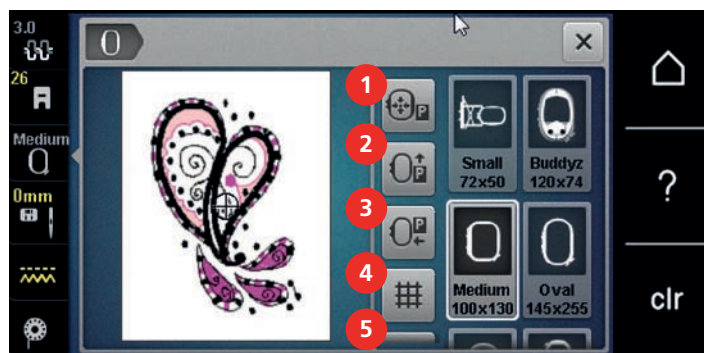 3.0
26
Medium
0mm
1
2
3
4
5
P
P
P
Small
72x50
Buddyz
120x74
Medium
100x130
Oval
145x255
?
clr